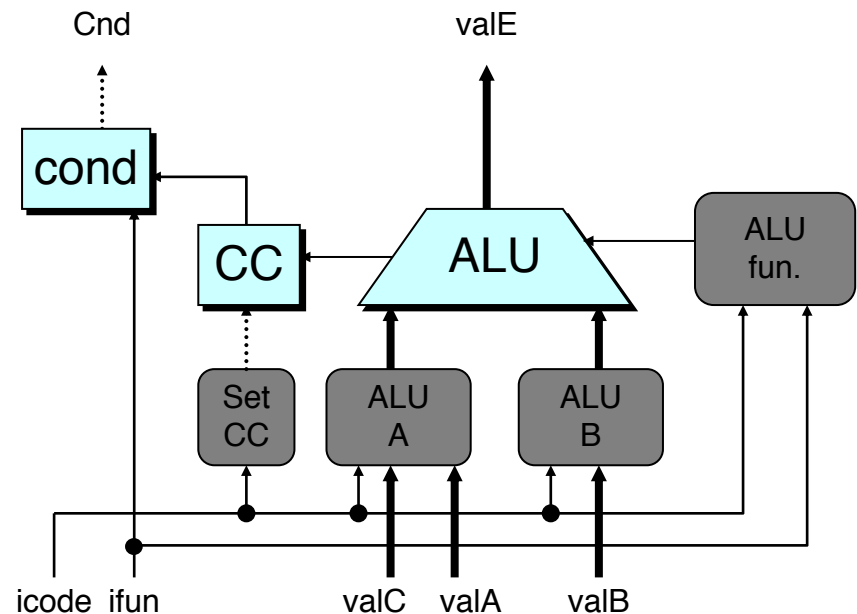 Cnd valE
cond
CC
ALU
ALU
fun.
Set
CC
ALU
A
ALU
B
icode ifun valC valA valB